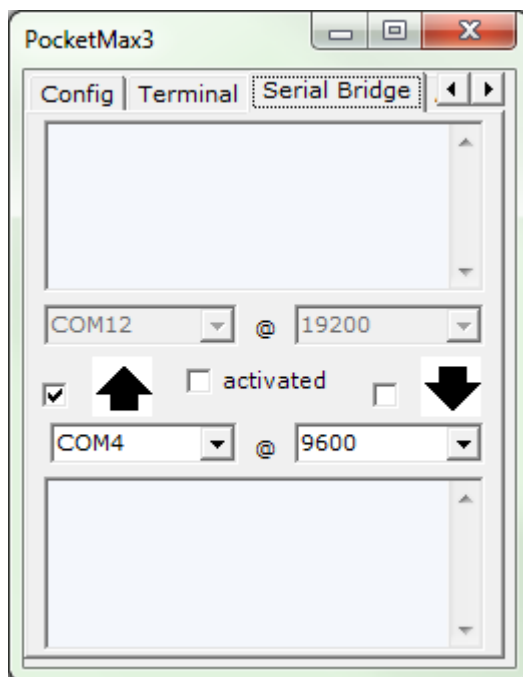 PocketMax3
Config Terminal Serial Bridge
COM12 @ 19200
activated
COM4 @ 9600